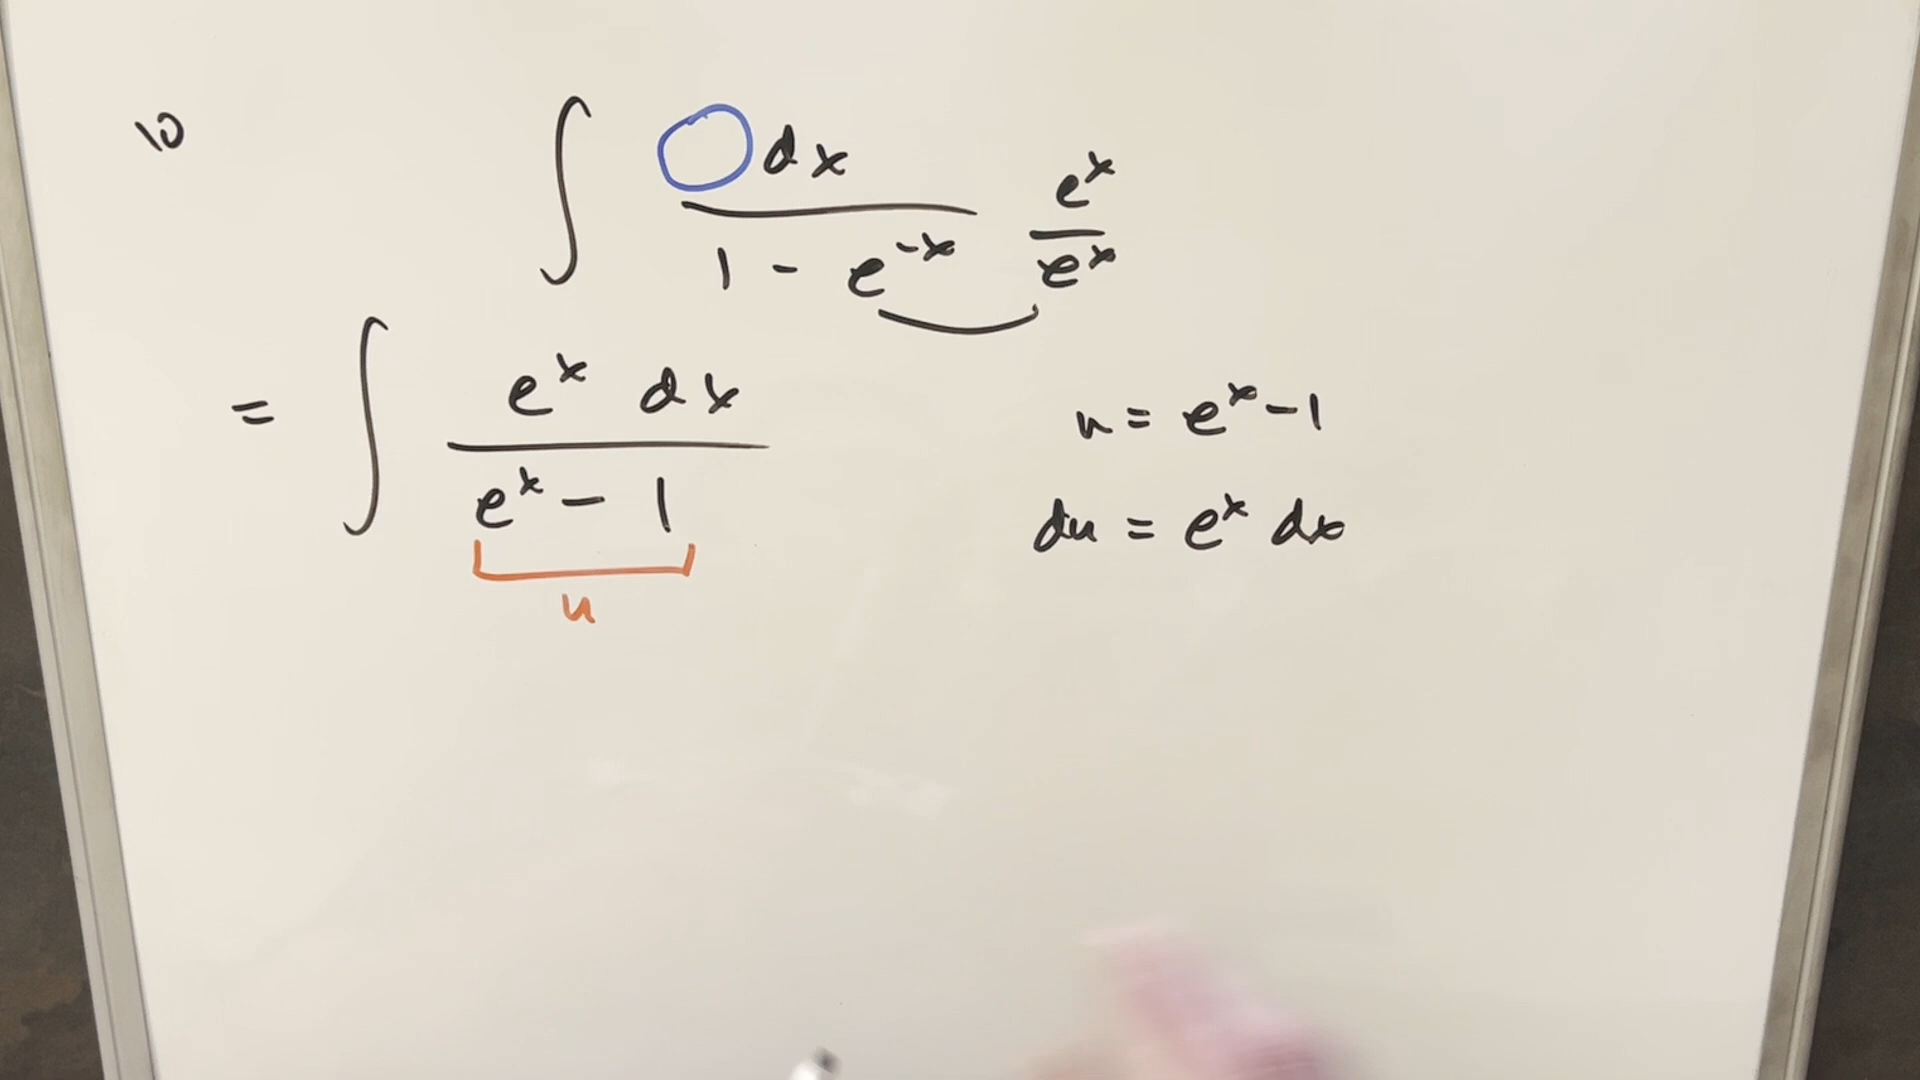 10
∫ dx / (1 - e^{-x}) e^x / e^x
= ∫ e^x dx / (e^x - 1)
u
u = e^x - 1
du = e^x dx